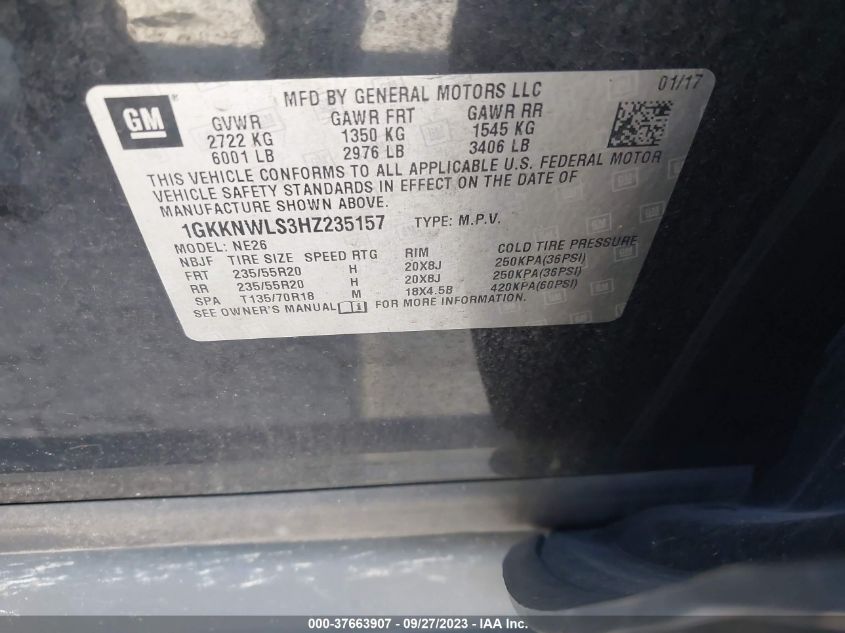 GM
®
MFD BY GENERAL MOTORS LLC
01/17
GVWR GAWR FRT GAWR RR
2722 KG 1350 KG 1545 KG
6001 LB 2976 LB 3406 LB
THIS VEHICLE CONFORMS TO ALL APPLICABLE U.S. FEDERAL MOTOR
VEHICLE SAFETY STANDARDS IN EFFECT ON THE DATE OF
MANUFACTURE SHOWN ABOVE.
1GKKNWLS3HZ235157 TYPE: M.P.V.
MODEL: NE26
NBJF TIRE SIZE SPEED RTG RIM COLD TIRE PRESSURE
FRT 235/55R20 H 20X8J 250KPA(36PSI)
RR 235/55R20 H 20X8J 250KPA(36PSI)
SPA T135/70R18 M 18X4.5B 420KPA(60PSI)
SEE OWNER'S MANUAL FOR MORE INFORMATION.
000-37663907 - 09/27/2023 - IAA Inc.